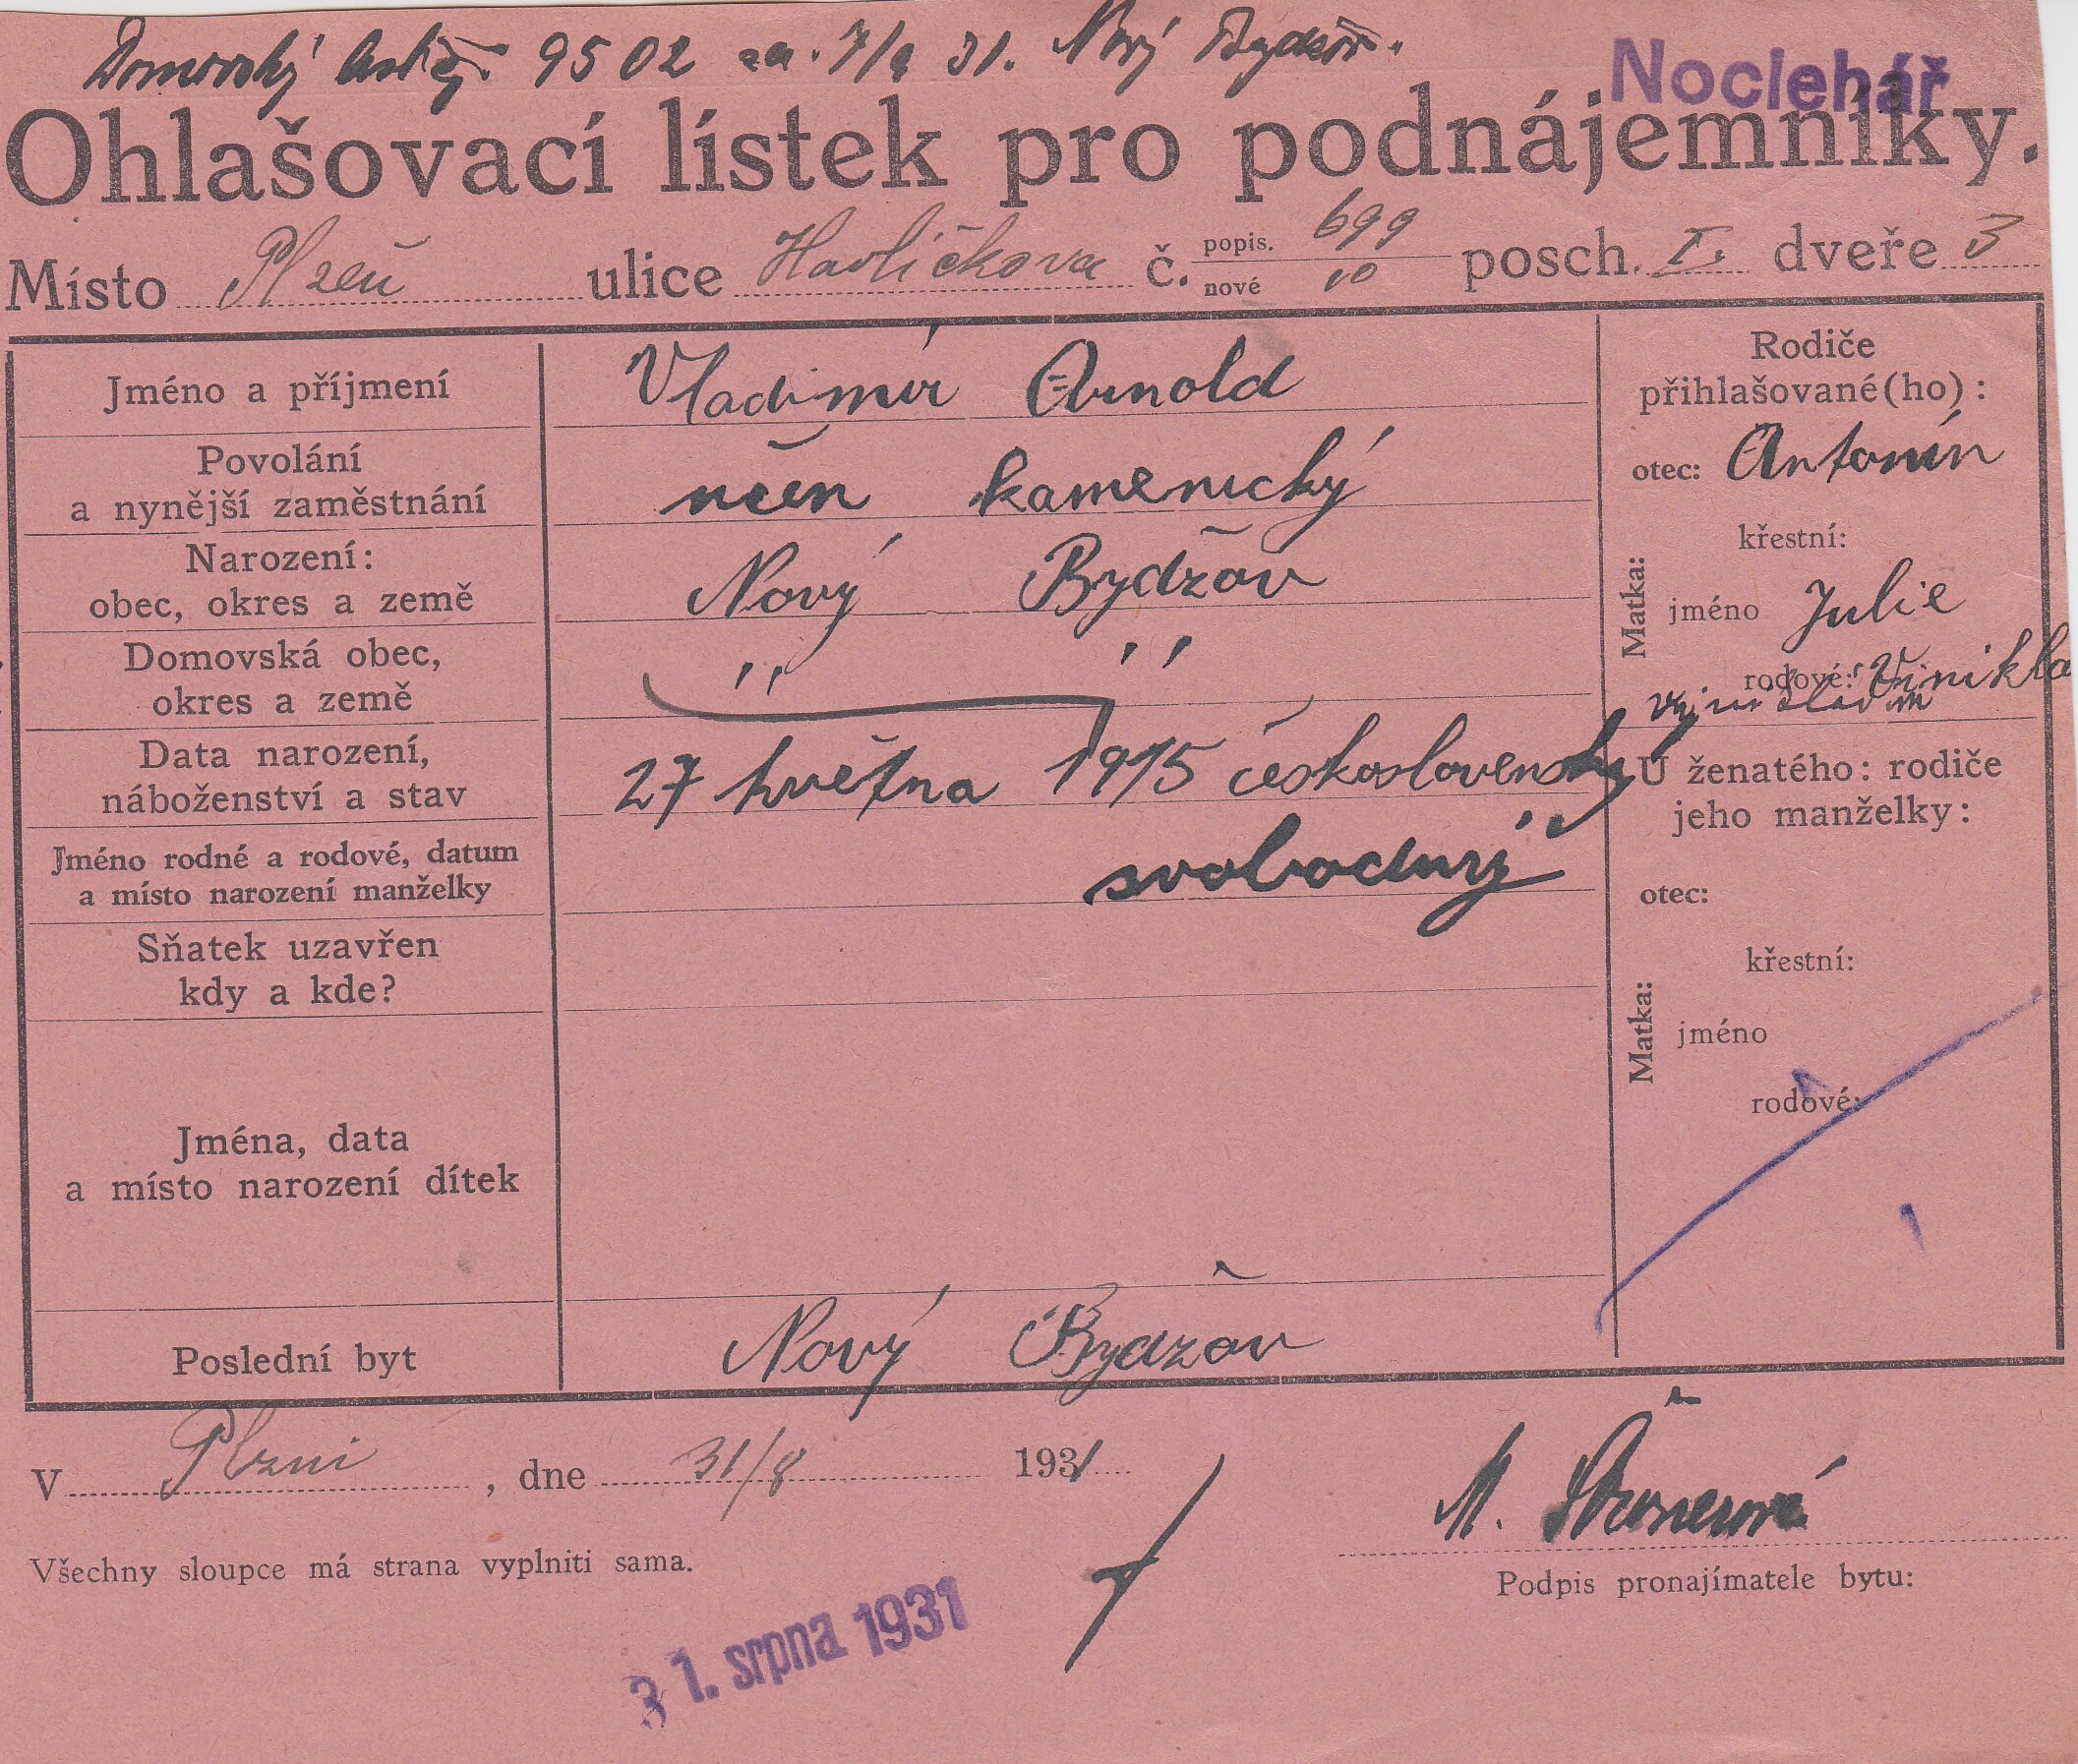 Domovský list čj. 9502 za. 7/9 31. Nový Bydžov.
Noclehář
Ohlašovací lístek pro podnájemníky.
Místo Plzeň ulice Havlíčkova č. popis. 699 nové 10 posch. I. dveře 3
Jméno a příjmení Vladimír Arnold
Povolání
a nynější zaměstnání učen kamenický
Narození:
obec, okres a země Nový Bydžov
Domovská obec,
okres a země " "
Data narození,
náboženství a stav 27 května 1915 československý
svobodný
Jméno rodné a rodové, datum
a místo narození manželky
Sňatek uzavřen
kdy a kde?
Jména, data
a místo narození dítek
Poslední byt Nový Bydžov
Rodiče
přihlašované(ho):
otec: Antonín
Matka:
křestní:
jméno Julie
rodové:
U ženatého: rodiče
jeho manželky:
otec:
Matka:
křestní:
jméno
rodové:
V Plzni, dne 31/8 1931
M.
Všechny sloupce má strana vyplniti sama.
Podpis pronajímatele bytu:
31. srpna 1931